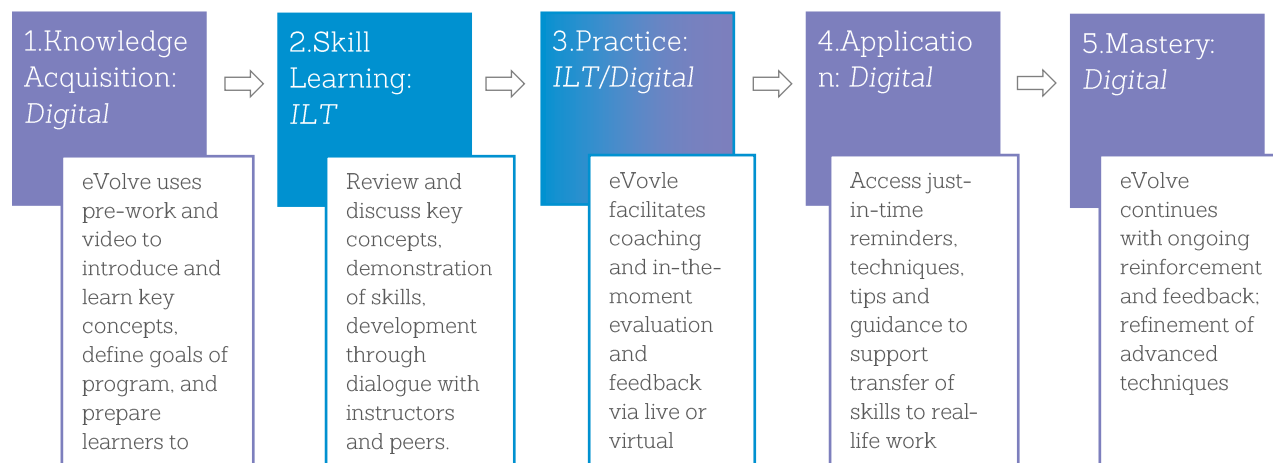 1.Knowledge
Acquisition:
Digital
eVolve uses
pre-work and
video to
introduce and
learn key
concepts,
define goals of
program, and
prepare
learners to
2.Skill
Learning:
ILT
Review and
discuss key
concepts,
demonstration
of skills,
development
through
dialogue with
instructors
and peers.
3.Practice:
ILT/Digital
eVovle
facilitates
coaching
and in-the-
moment
evaluation
and
feedback
via live or
virtual
4.Applicatio
n: Digital
Access just-
in-time
reminders,
techniques,
tips and
guidance to
support
transfer of
skills to real-
life work
5.Mastery:
Digital
eVolve
continues
with ongoing
reinforcement
and feedback;
refinement of
advanced
techniques